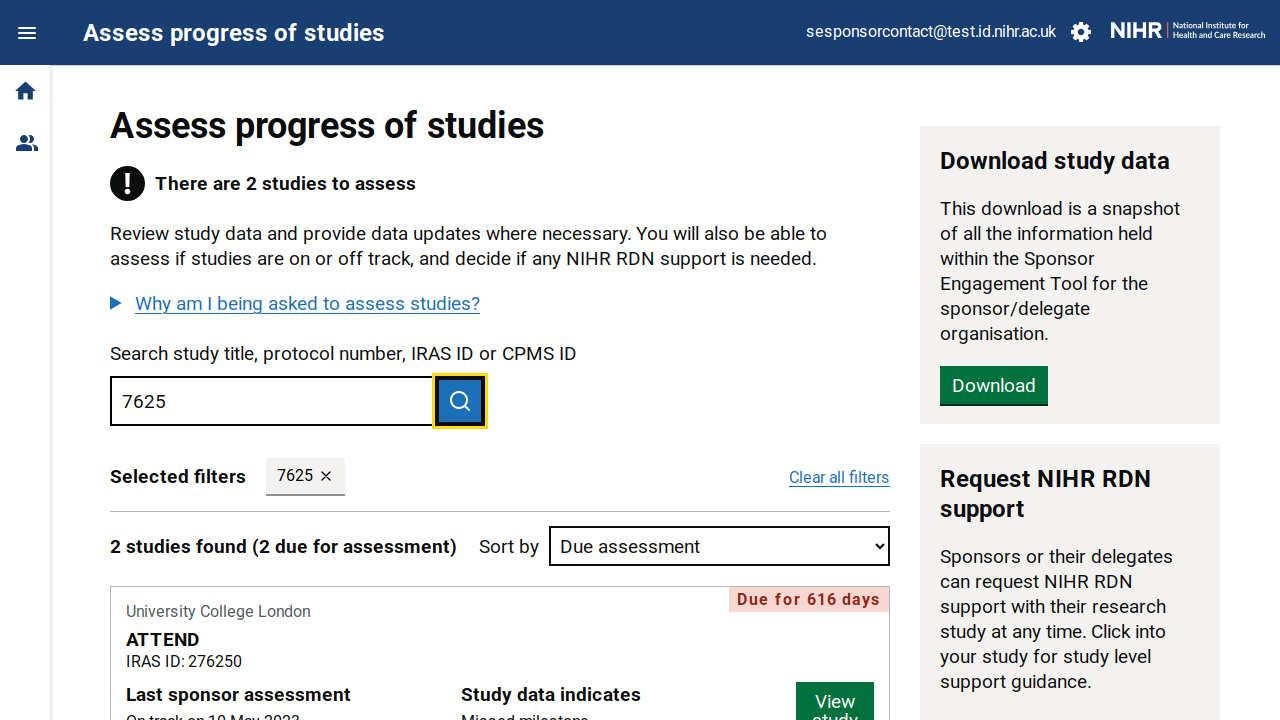 Assess progress of studies
sesponsorcontact@test.id.nihr.ac.uk
NIHR | National Institute for
Health and Care Research
Assess progress of studies
There are 2 studies to assess
Review study data and provide data updates where necessary. You will also be able to
assess if studies are on or off track, and decide if any NIHR RDN support is needed.
Why am I being asked to assess studies?
Search study title, protocol number, IRAS ID or CPMS ID
7625
Selected filters
7625
Clear all filters
2 studies found (2 due for assessment)
Sort by
Due assessment
Due for 616 days
University College London
ATTEND
IRAS ID: 276250
Last sponsor assessment
Study data indicates
View
study
On track on 10 May 2023
Missed milestone
Download study data
This download is a snapshot
of all the information held
within the Sponsor
Engagement Tool for the
sponsor/delegate
organisation.
Download
Request NIHR RDN
support
Sponsors or their delegates
can request NIHR RDN
support with their research
study at any time. Click into
your study for study level
support guidance.